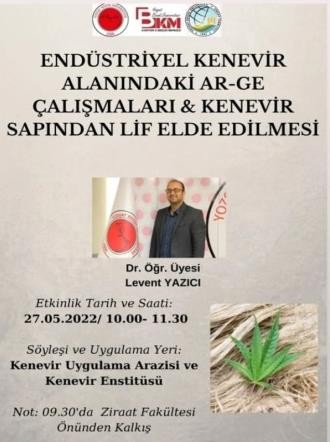 BKM
ENDÜSTRİYEL KENEVİR
ALANINDAKİ AR-GE
ÇALIŞMALARI & KENEVİR
SAPINDAN LİF ELDE EDİLMESİ
Dr. Öğr. Üyesi
Levent YAZICI
Etkinlik Tarih ve Saati:
27.05.2022/ 10.00- 11.30
Söyleşi ve Uygulama Yeri:
Kenevir Uygulama Arazisi ve
Kenevir Enstitüsü
Not: 09.30'da Ziraat Fakültesi
Önünden Kalkış